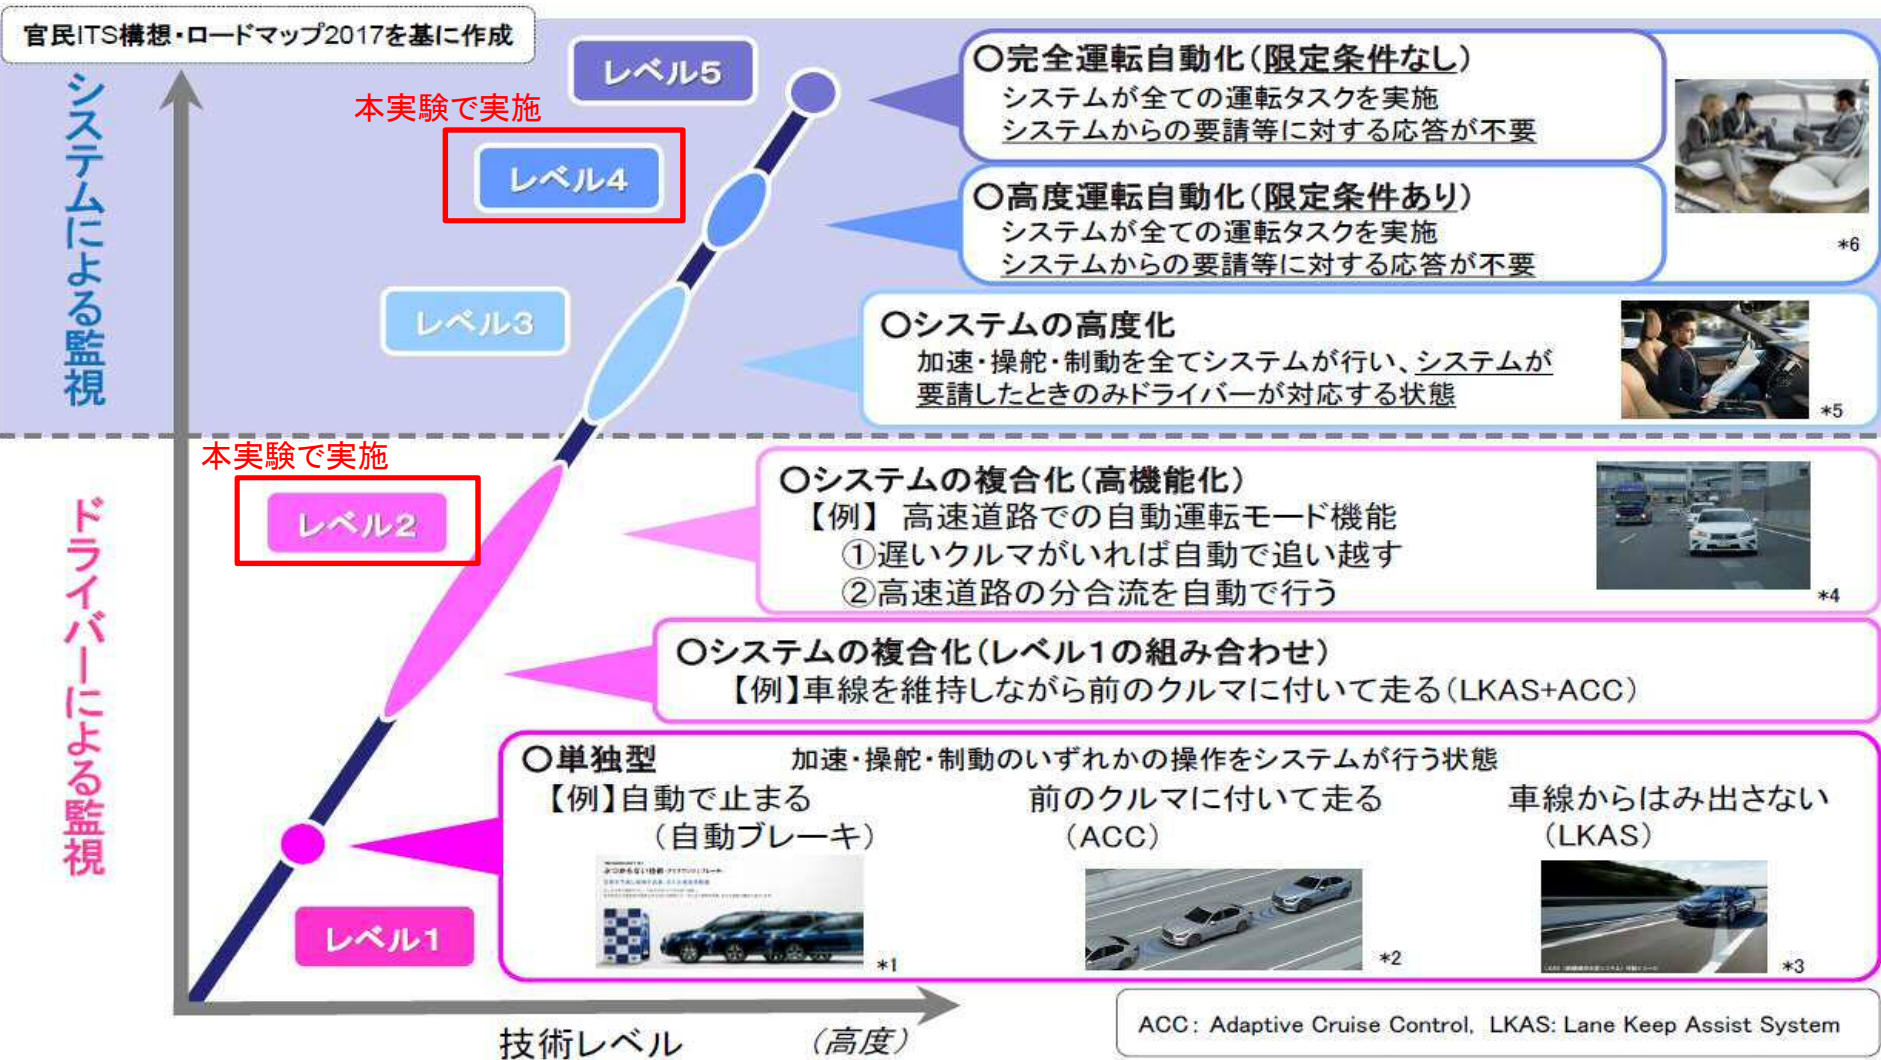 官民ITS構想・ロードマップ2017を基に作成
システムによる監視
ドライバーによる監視
レベル5
本実験で実施
レベル4
レベル3
本実験で実施
レベル2
レベル1
○完全運転自動化(限定条件なし)
システムが全ての運転タスクを実施
システムからの要請等に対する応答が不要
○高度運転自動化(限定条件あり)
システムが全ての運転タスクを実施
システムからの要請等に対する応答が不要
*6
○システムの高度化
加速・操舵・制動を全てシステムが行い、システムが
要請したときのみドライバーが対応する状態
*5
○システムの複合化(高機能化)
【例】 高速道路での自動運転モード機能
①遅いクルマがいれば自動で追い越す
②高速道路の分合流を自動で行う
*4
○システムの複合化(レベル1の組み合わせ)
【例】車線を維持しながら前のクルマに付いて走る(LKAS+ACC)
○単独型 加速・操舵・制動のいずれかの操作をシステムが行う状態
【例】自動で止まる
(自動ブレーキ)
*1
前のクルマに付いて走る
(ACC)
*2
車線からはみ出さない
(LKAS)
*3
技術レベル (高度)
ACC: Adaptive Cruise Control, LKAS: Lane Keep Assist System